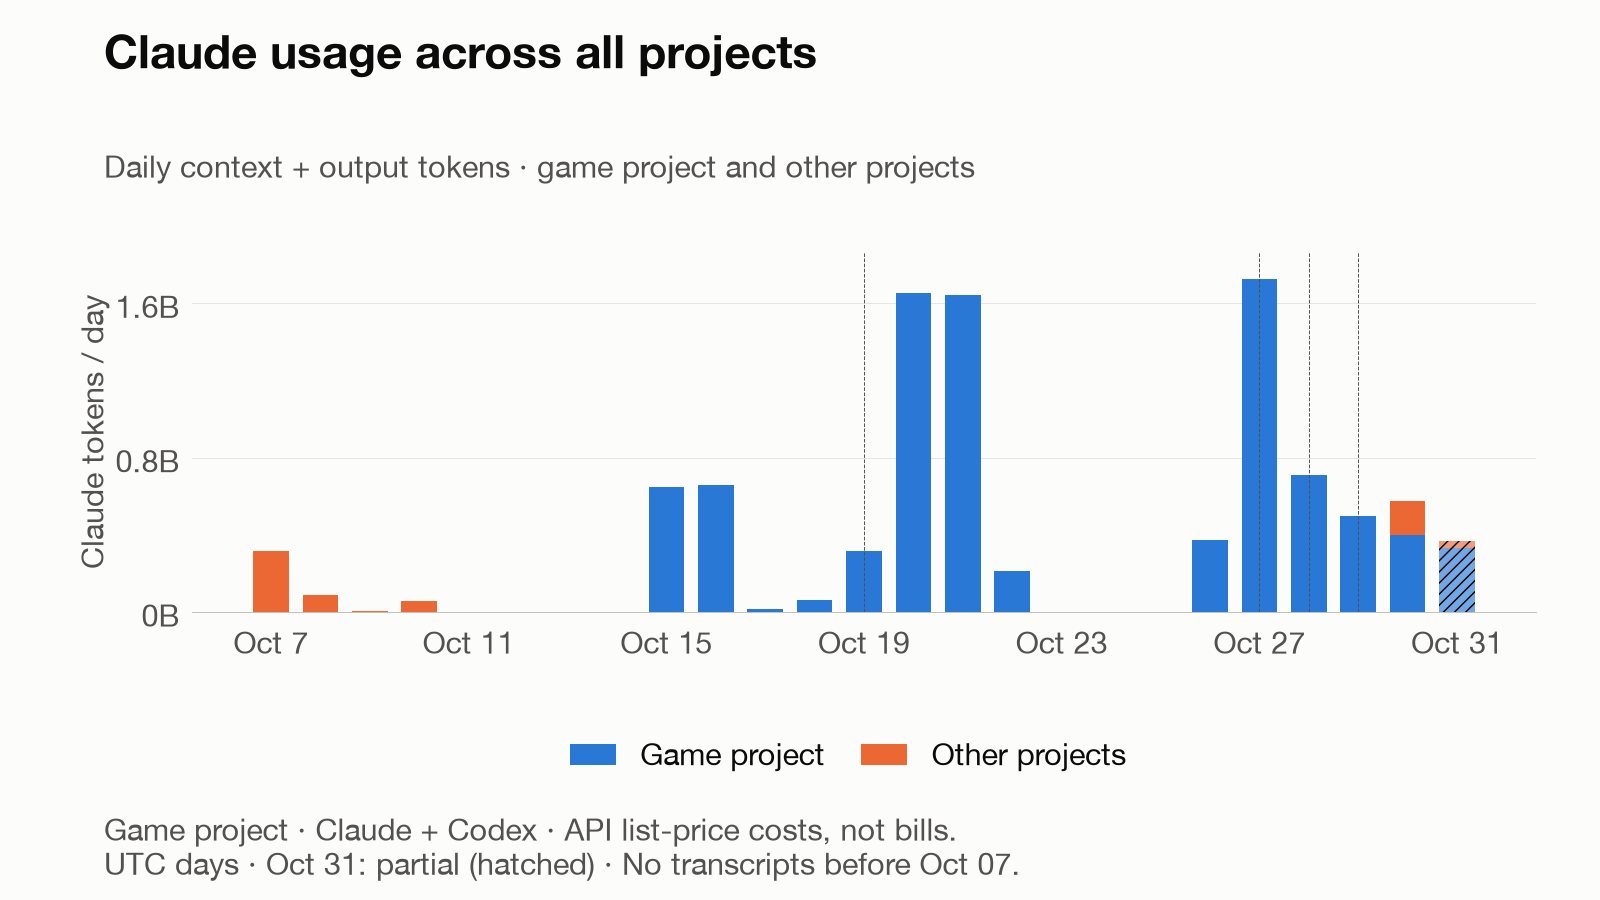 Claude usage across all projects
Daily context + output tokens · game project and other projects
Claude tokens / day
1.6B
0.8B
0B
Oct 7
Oct 11
Oct 15
Oct 19
Oct 23
Oct 27
Oct 31
Game project
Other projects
Game project · Claude + Codex · API list-price costs, not bills.
UTC days · Oct 31: partial (hatched) · No transcripts before Oct 07.